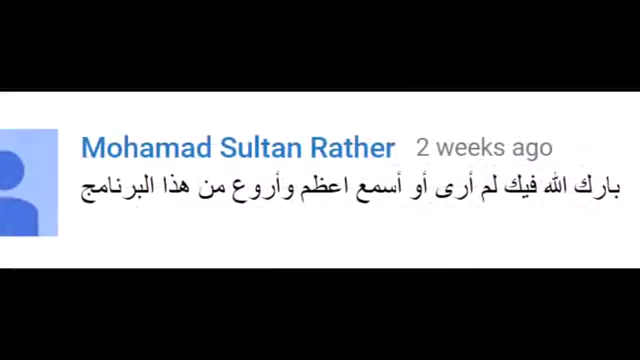 Mohamad Sultan Rather 2 weeks ago
بارك الله فيك لم أرى أو أسمع اعظم وأروع من هذا البرنامج